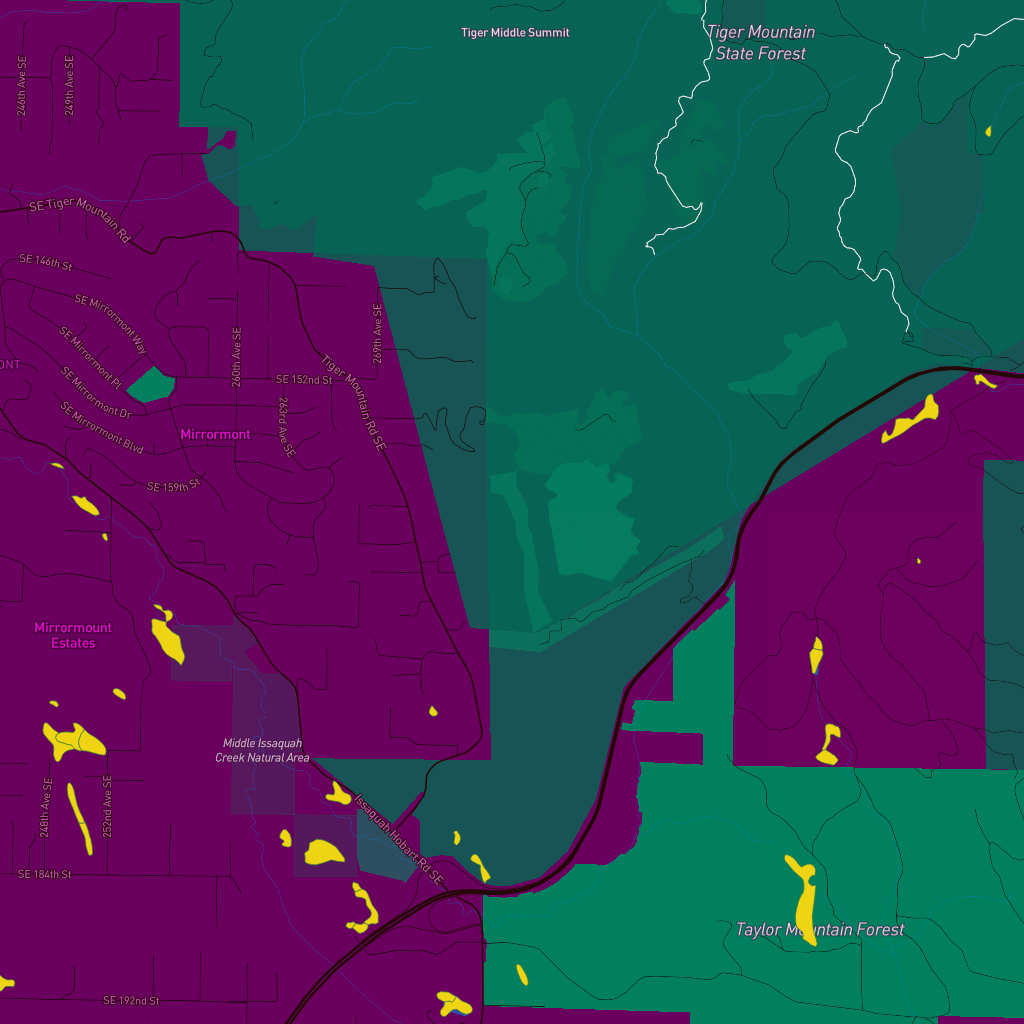 Tiger Middle Summit
Tiger Mountain
State Forest
246th Ave SE
249th Ave SE
SE Tiger Mountain Rd
SE 146th St
SE Mirrormont Way
SE Mirrormont Pl
SE Mirrormont Dr
SE Mirrormont Blvd
ONT
260th Ave SE
269th Ave SE
SE 152nd St
Tiger Mountain Rd SE
263rd Ave SE
Mirrormont
SE 159th St
Mirrormount
Estates
Middle Issaquah
Creek Natural Area
248th Ave SE
252nd Ave SE
Issaquah Hobart Rd SE
SE 184th St
Taylor Mountain Forest
SE 192nd St